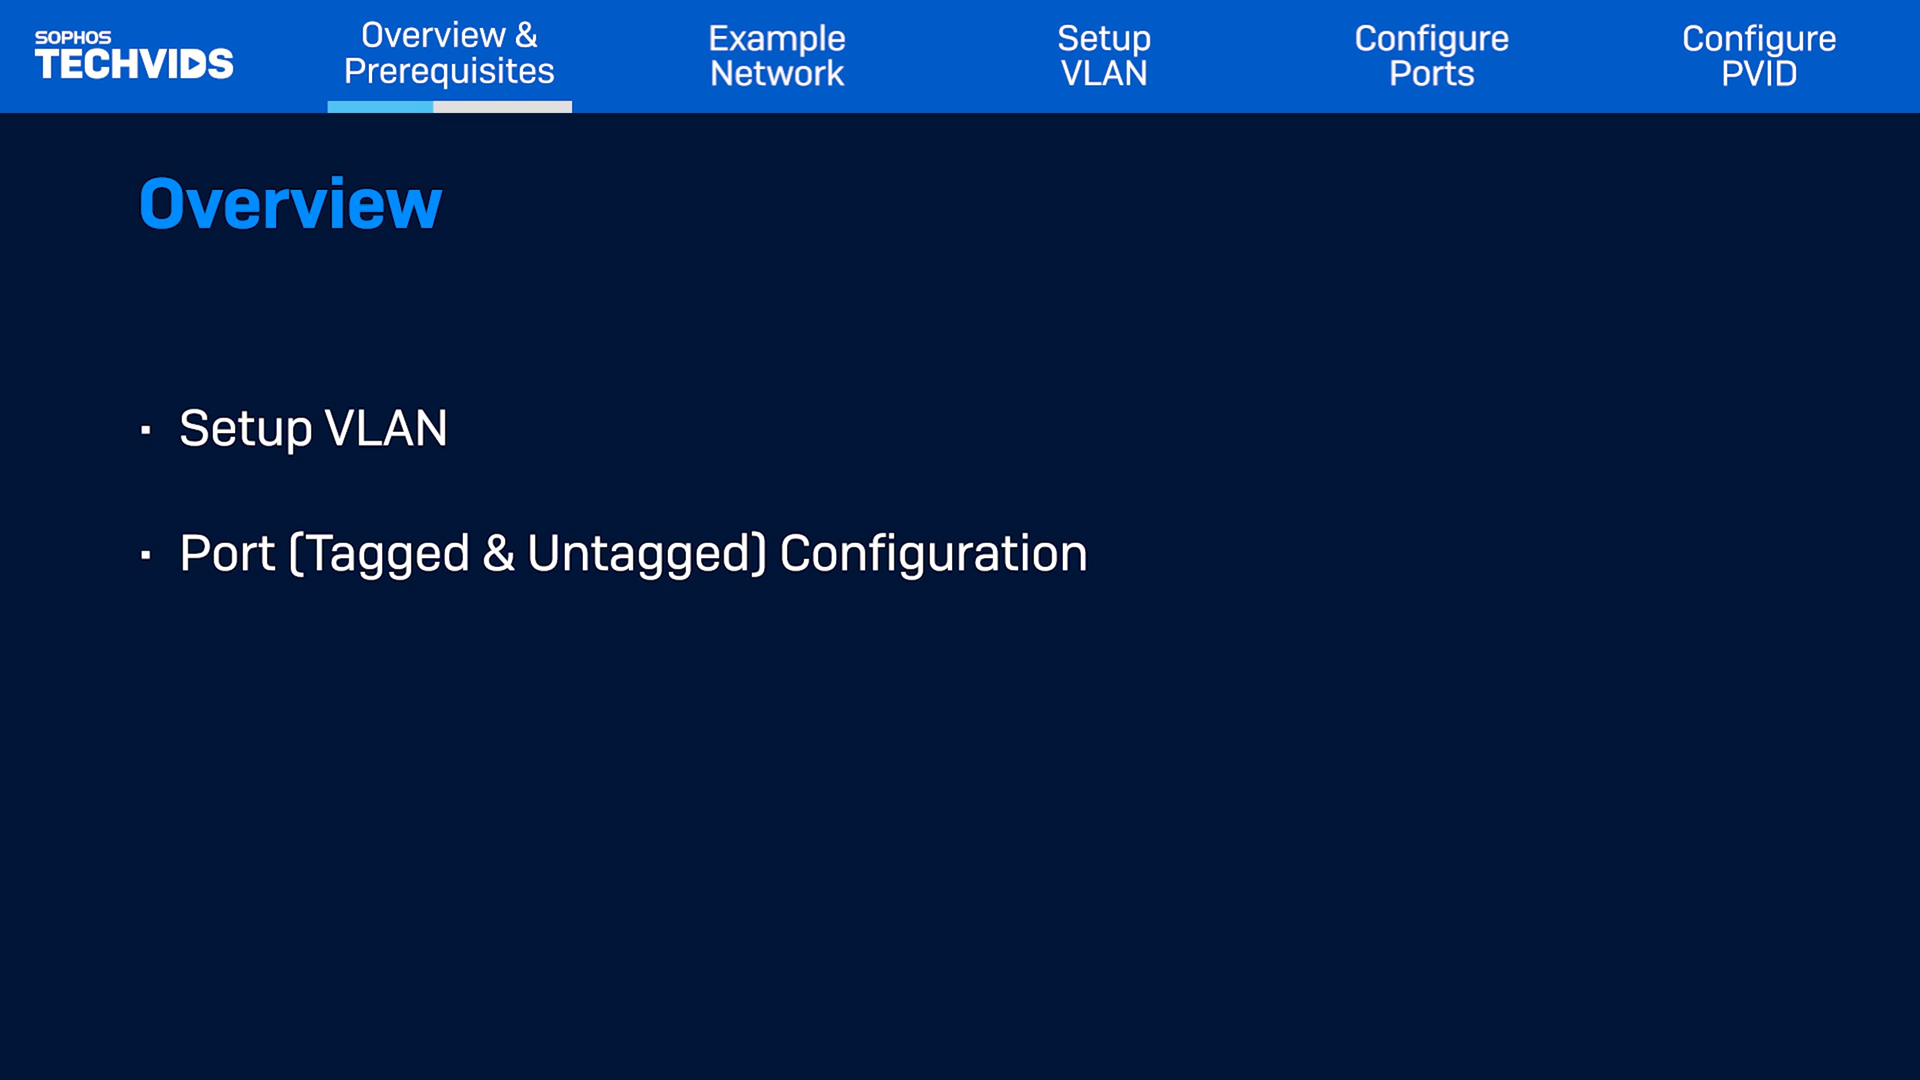 SOPHOS
TECHVIDS
Overview &
Prerequisites
Example
Network
Setup
VLAN
Configure
Ports
Configure
PVID
Overview
▪ Setup VLAN
▪ Port (Tagged & Untagged) Configuration